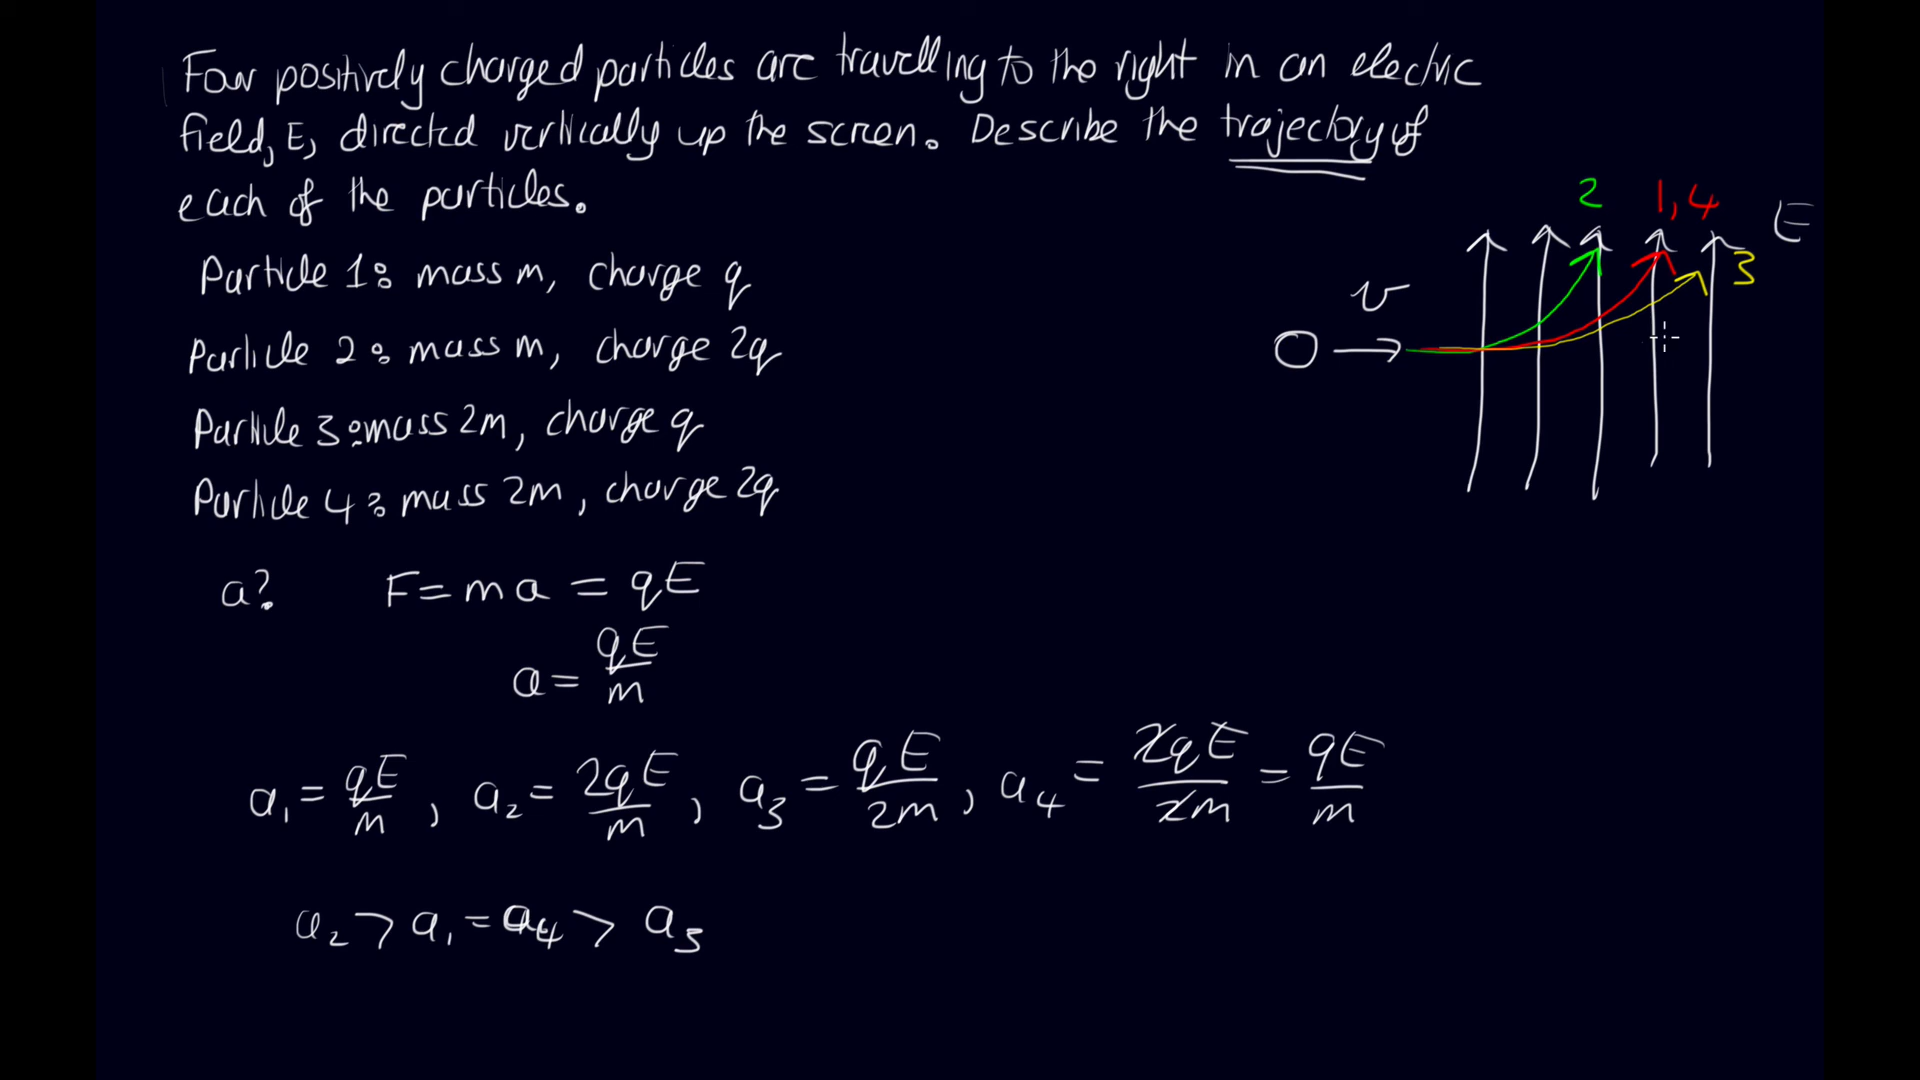 Four positively charged particles are travelling to the right in an electric
field, E, directed vertically up the screen. Describe the trajectory of
each of the particles.
2 1,4 E
3
v
Particle 1: mass m, charge q
Particle 2: mass m, charge 2q
Particle 3: mass 2m, charge q
Particle 4: mass 2m, charge 2q
a? F = ma = qE
a = qE/m
a₁ = qE/m, a₂ = 2qE/m, a₃ = qE/2m, a₄ = 2qE/2m = qE/m
a₂ > a₁ = a₄ > a₃